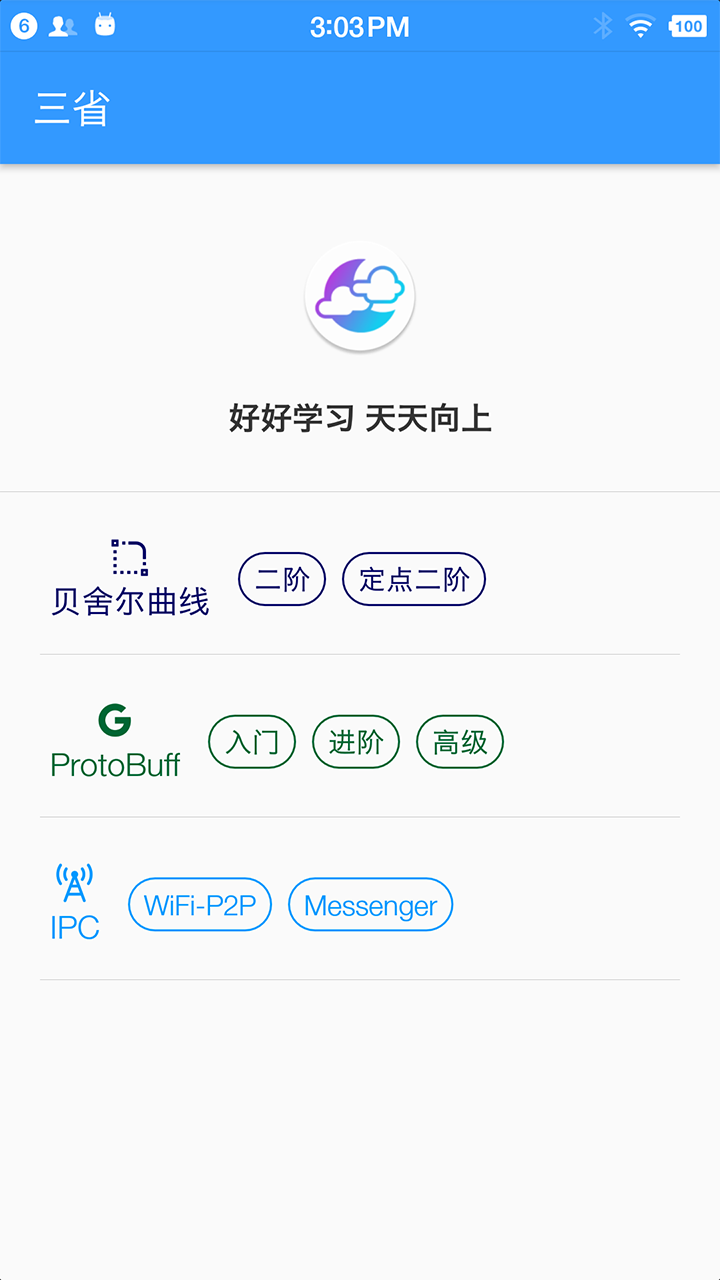 6 3:03PM 100
三省
好好学习 天天向上
贝舍尔曲线 二阶 定点二阶
G
ProtoBuff 入门 进阶 高级
IPC WiFi-P2P Messenger